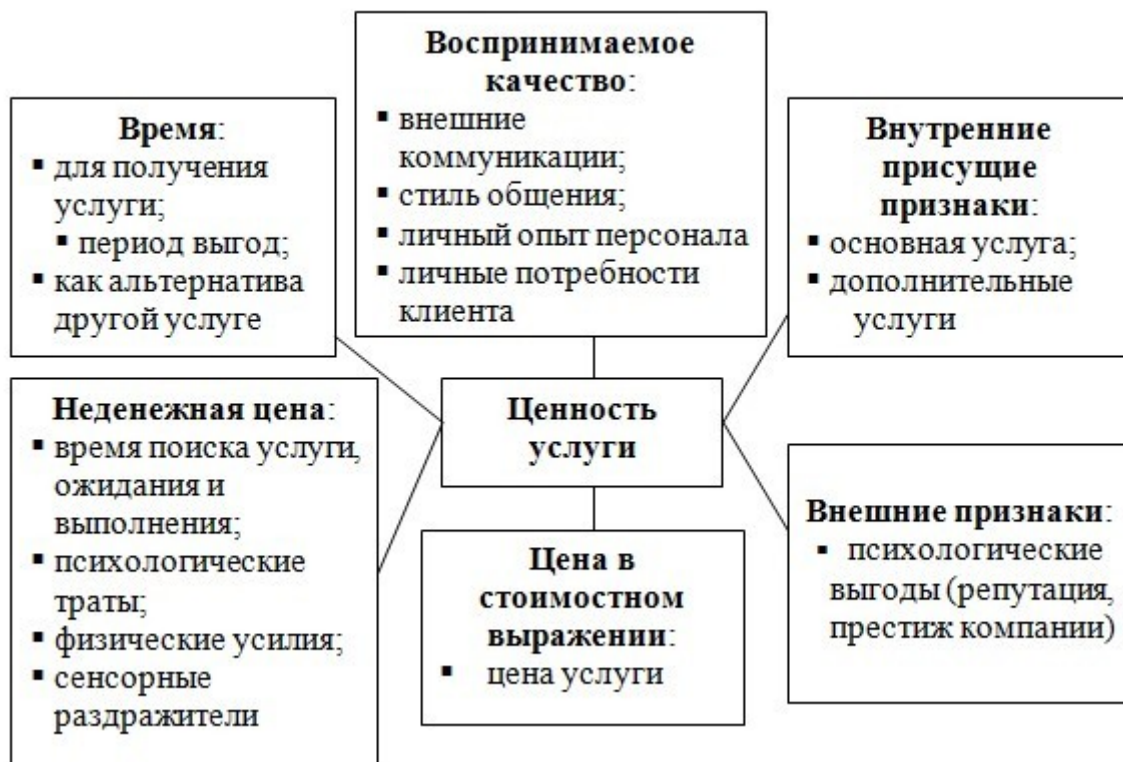 Воспринимаемое
качество:
▪ внешние
коммуникации;
▪ стиль общения;
▪ личный опыт персонала
▪ личные потребности
клиента
Время:
▪ для получения
услуги;
▪ период выгод;
▪ как альтернатива
другой услуге
Внутренние
присущие
признаки:
▪ основная услуга;
▪ дополнительные
услуги
Неденежная цена:
▪ время поиска услуги,
ожидания и
выполнения;
▪ психологические
траты;
▪ физические усилия;
▪ сенсорные
раздражители
Ценность
услуги
Цена в
стоимостном
выражении:
▪ цена услуги
Внешние признаки:
▪ психологические
выгоды (репутация,
престиж компании)